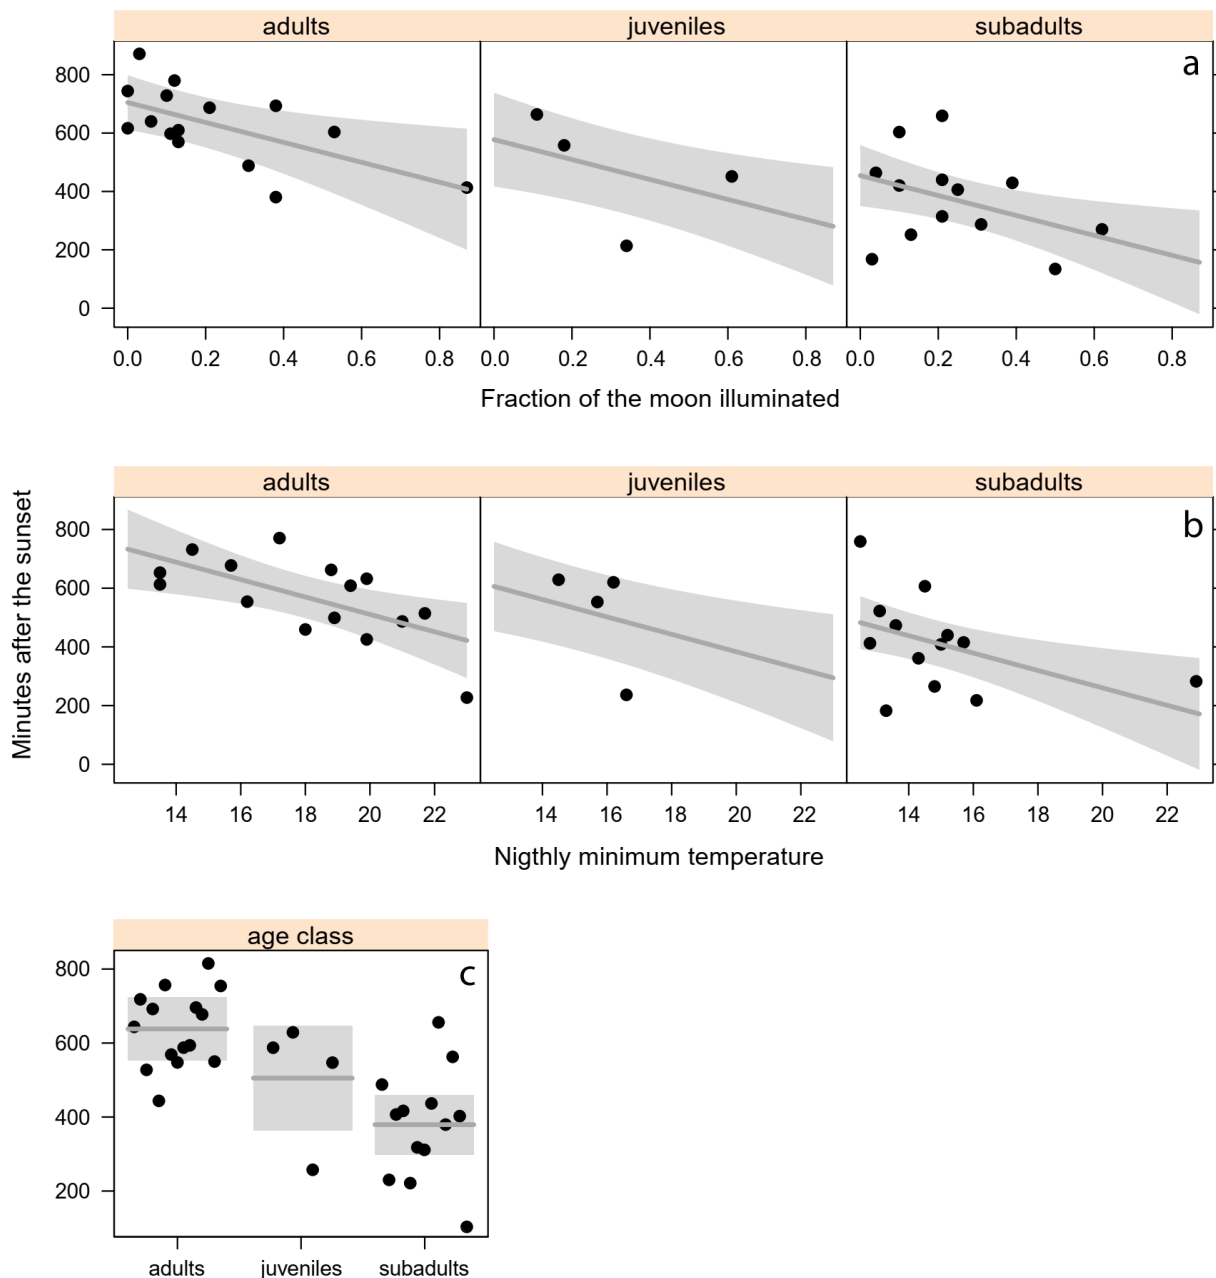 adults juveniles subadults
a
800
600
400
200
0
0.0 0.2 0.4 0.6 0.8 0.0 0.2 0.4 0.6 0.8 0.0 0.2 0.4 0.6 0.8
Fraction of the moon illuminated
Minutes after the sunset
adults juveniles subadults
b
800
600
400
200
0
14 16 18 20 22 14 16 18 20 22 14 16 18 20 22
Nigthly minimum temperature
age class
c
800
600
400
200
adults juveniles subadults